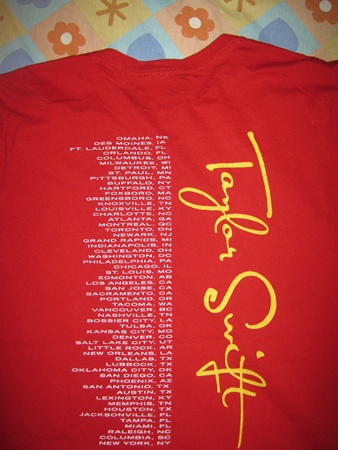 OMAHA, NE
DES MOINES, IA
FT. LAUDERDALE, FL
ORLANDO, FL
COLUMBUS, OH
MILWAUKEE, WI
DETROIT, MI
ST. PAUL, MN
PITTSBURGH, PA
BUFFALO, NY
HARTFORD, CT
FOXBORO, MA
GREENSBORO, NC
KNOXVILLE, TN
LOUISVILLE, KY
CHARLOTTE, NC
ATLANTA, GA
MONTREAL, QC
TORONTO, ON
NEWARK, NJ
GRAND RAPIDS, MI
INDIANAPOLIS, IN
CLEVELAND, OH
WASHINGTON, DC
PHILADELPHIA, PA
CHICAGO, IL
ST. LOUIS, MO
EDMONTON, AB
LOS ANGELES, CA
SAN JOSE, CA
SACRAMENTO, CA
PORTLAND, OR
TACOMA, WA
VANCOUVER, BC
NASHVILLE, TN
BOSSIER CITY, LA
TULSA, OK
KANSAS CITY, MO
DENVER, CO
SALT LAKE CITY, UT
LITTLE ROCK, AR
NEW ORLEANS, LA
DALLAS, TX
LUBBOCK, TX
OKLAHOMA CITY, OK
SAN DIEGO, CA
PHOENIX, AZ
SAN ANTONIO, TX
AUSTIN, TX
LEXINGTON, KY
MEMPHIS, TN
HOUSTON, TX
JACKSONVILLE, FL
TAMPA, FL
MIAMI, FL
RALEIGH, NC
COLUMBIA, SC
NEW YORK, NY
Taylor Swift